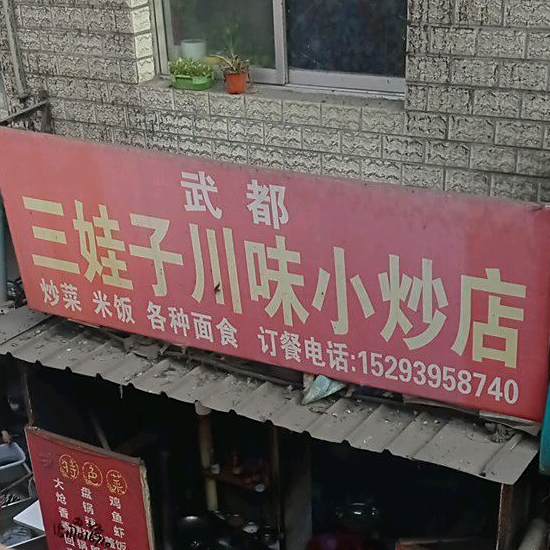 武都
三娃子川味小炒店
炒菜 米饭 各种面食 订餐电话:15293958740
特色菜
大盘鸡